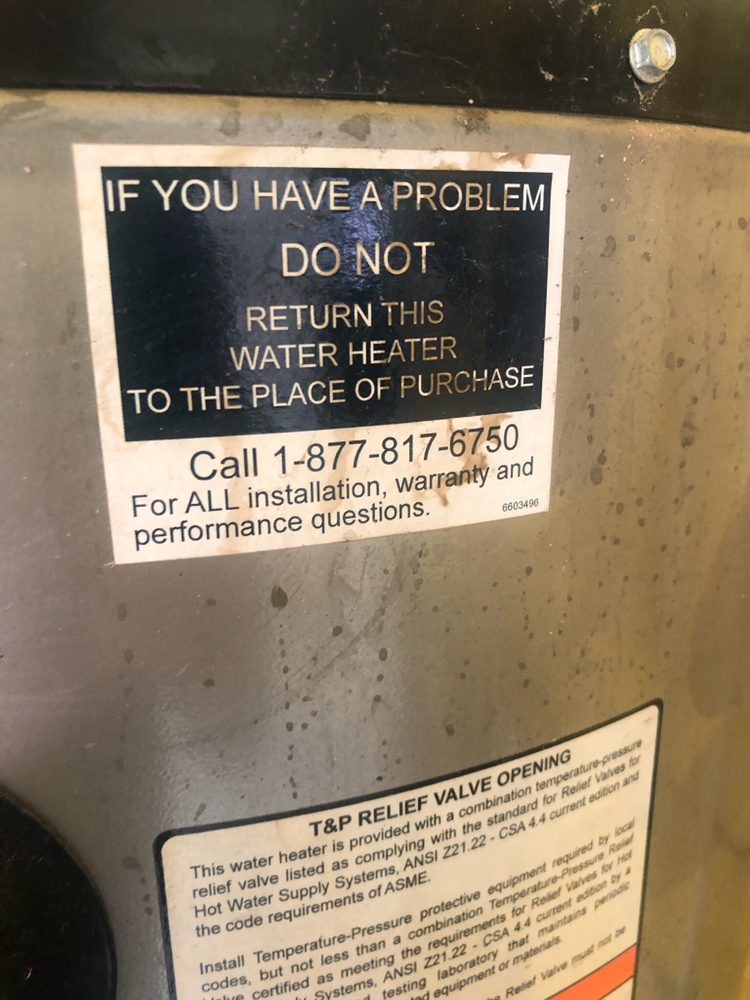 IF YOU HAVE A PROBLEM
DO NOT
RETURN THIS
WATER HEATER
TO THE PLACE OF PURCHASE
Call 1-877-817-6750
For ALL installation, warranty and
performance questions.
6603496
T&P RELIEF VALVE OPENING
This water heater is provided with a combination temperature-pressure
relief valve listed as complying with the standard for Relief Valves for
Hot Water Supply Systems, ANSI Z21.22 - CSA 4.4 current edition and
the code requirements of ASME.
Install Temperature-Pressure protective equipment required by local
codes, but not less than a combination Temperature-Pressure Relief
Valve certified as meeting the requirements for Relief Valves for Hot
Systems, ANSI Z21.22 - CSA 4.4 current edition by a
testing laboratory that maintains periodic
equipment or materials.
Relief Valve must not be